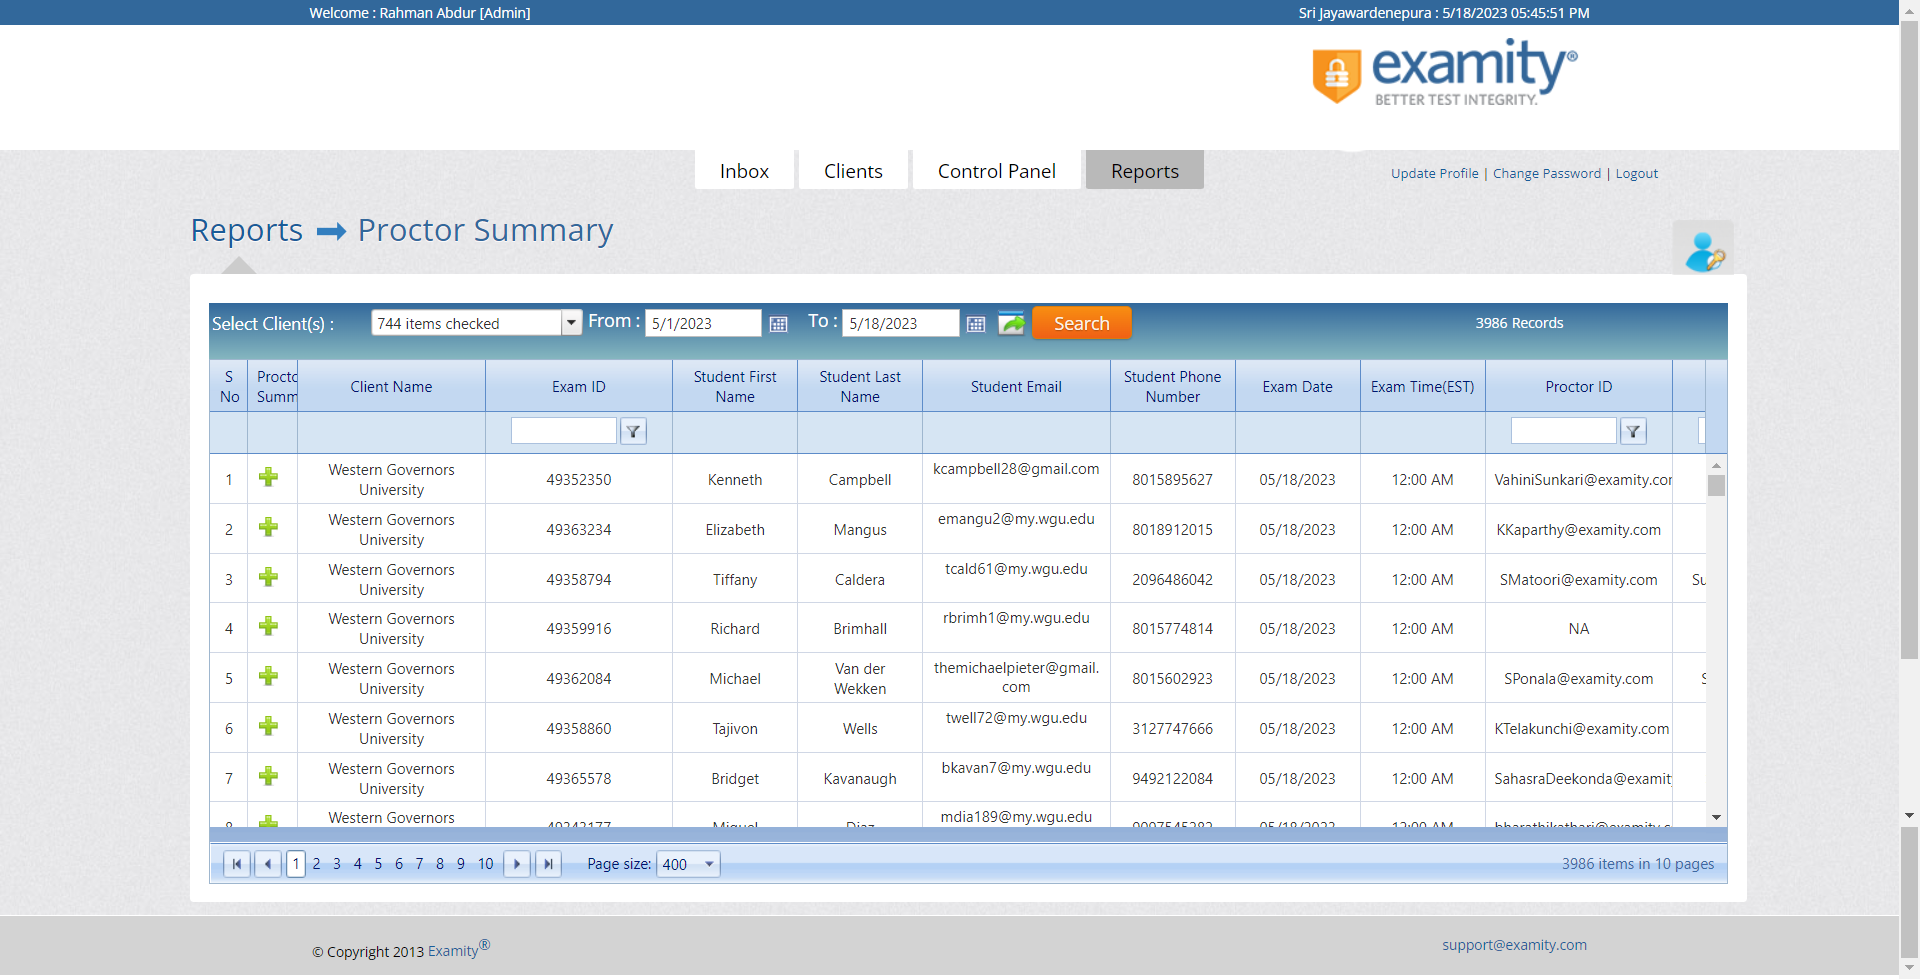 Welcome : Rahman Abdur [Admin]
Sri Jayawardenepura : 5/18/2023 05:45:51 PM
examity®
BETTER TEST INTEGRITY.
Inbox Clients Control Panel Reports
Update Profile | Change Password | Logout
Reports Proctor Summary
Select Client(s) : 744 items checked From : 5/1/2023 To : 5/18/2023 Search 3986 Records
S No
Client Name
Exam ID
Student First Name
Student Last Name
Student Email
Student Phone Number
Exam Date
Exam Time(EST)
Proctor ID
1 Western Governors University 49352350 Kenneth Campbell kcampbell28@gmail.com 8015895627 05/18/2023 12:00 AM VahiniSunkari@examity.cor
2 Western Governors University 49363234 Elizabeth Mangus emangu2@my.wgu.edu 8018912015 05/18/2023 12:00 AM KKaparthy@examity.com
3 Western Governors University 49358794 Tiffany Caldera tcald61@my.wgu.edu 2096486042 05/18/2023 12:00 AM SMatoori@examity.com Su
4 Western Governors University 49359916 Richard Brimhall rbrimh1@my.wgu.edu 8015774814 05/18/2023 12:00 AM NA
5 Western Governors University 49362084 Michael Van der Wekken themichaelpieter@gmail.com 8015602923 05/18/2023 12:00 AM SPonala@examity.com
6 Western Governors University 49358860 Tajivon Wells twell72@my.wgu.edu 3127747666 05/18/2023 12:00 AM KTelakunchi@examity.com
7 Western Governors University 49365578 Bridget Kavanaugh bkavan7@my.wgu.edu 9492122084 05/18/2023 12:00 AM SahasraDeekonda@examit
Western Governors mdia189@my.wgu.edu
1 2 3 4 5 6 7 8 9 10 Page size: 400 3986 items in 10 pages
© Copyright 2013 Examity®
support@examity.com